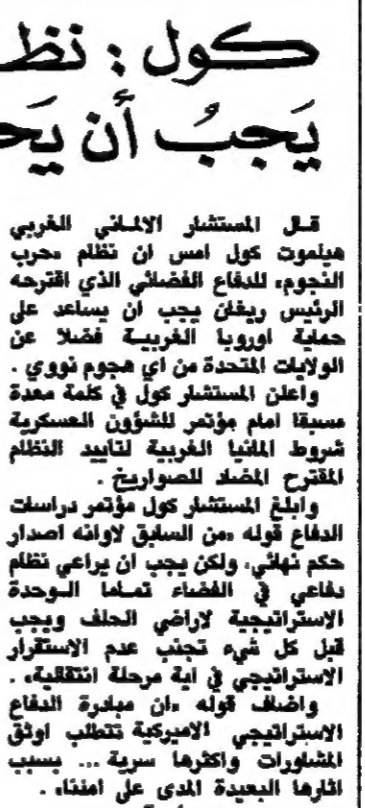 كول : نظ
يَجبُ أن يَح
قال المستشار الالماني الغربي
هيلموت كول امس ان نظام «حرب
النجوم» للدفاع الفضائي الذي اقترحه
الرئيس ريغان يجب ان يساعد على
حماية اوروبا الغربية فضلا عن
الولايات المتحدة من اي هجوم نووي .
واعلن المستشار كول في كلمة معدة
مسبقا امام مؤتمر للشؤون العسكرية
شروط المانيا الغربية لتاييد النظام
المقترح المضاد للصواريخ .
وابلغ المستشار كول مؤتمر دراسات
الدفاع قوله «من السابق لاوانه اصدار
حكم نهائي، ولكن يجب ان يراعي نظام
دفاعي في الفضاء تماما الوحدة
الاستراتيجية لاراضي الحلف ويجب
قبل كل شيء تجنب عدم الاستقرار
الاستراتيجي في اية مرحلة انتقالية» .
واضاف قوله «ان مبادرة الدفاع
الاستراتيجي الاميركية تتطلب اوثق
المشاورات واكثرها سرية ... بسبب
اثارها البعيدة المدى على امننا» .